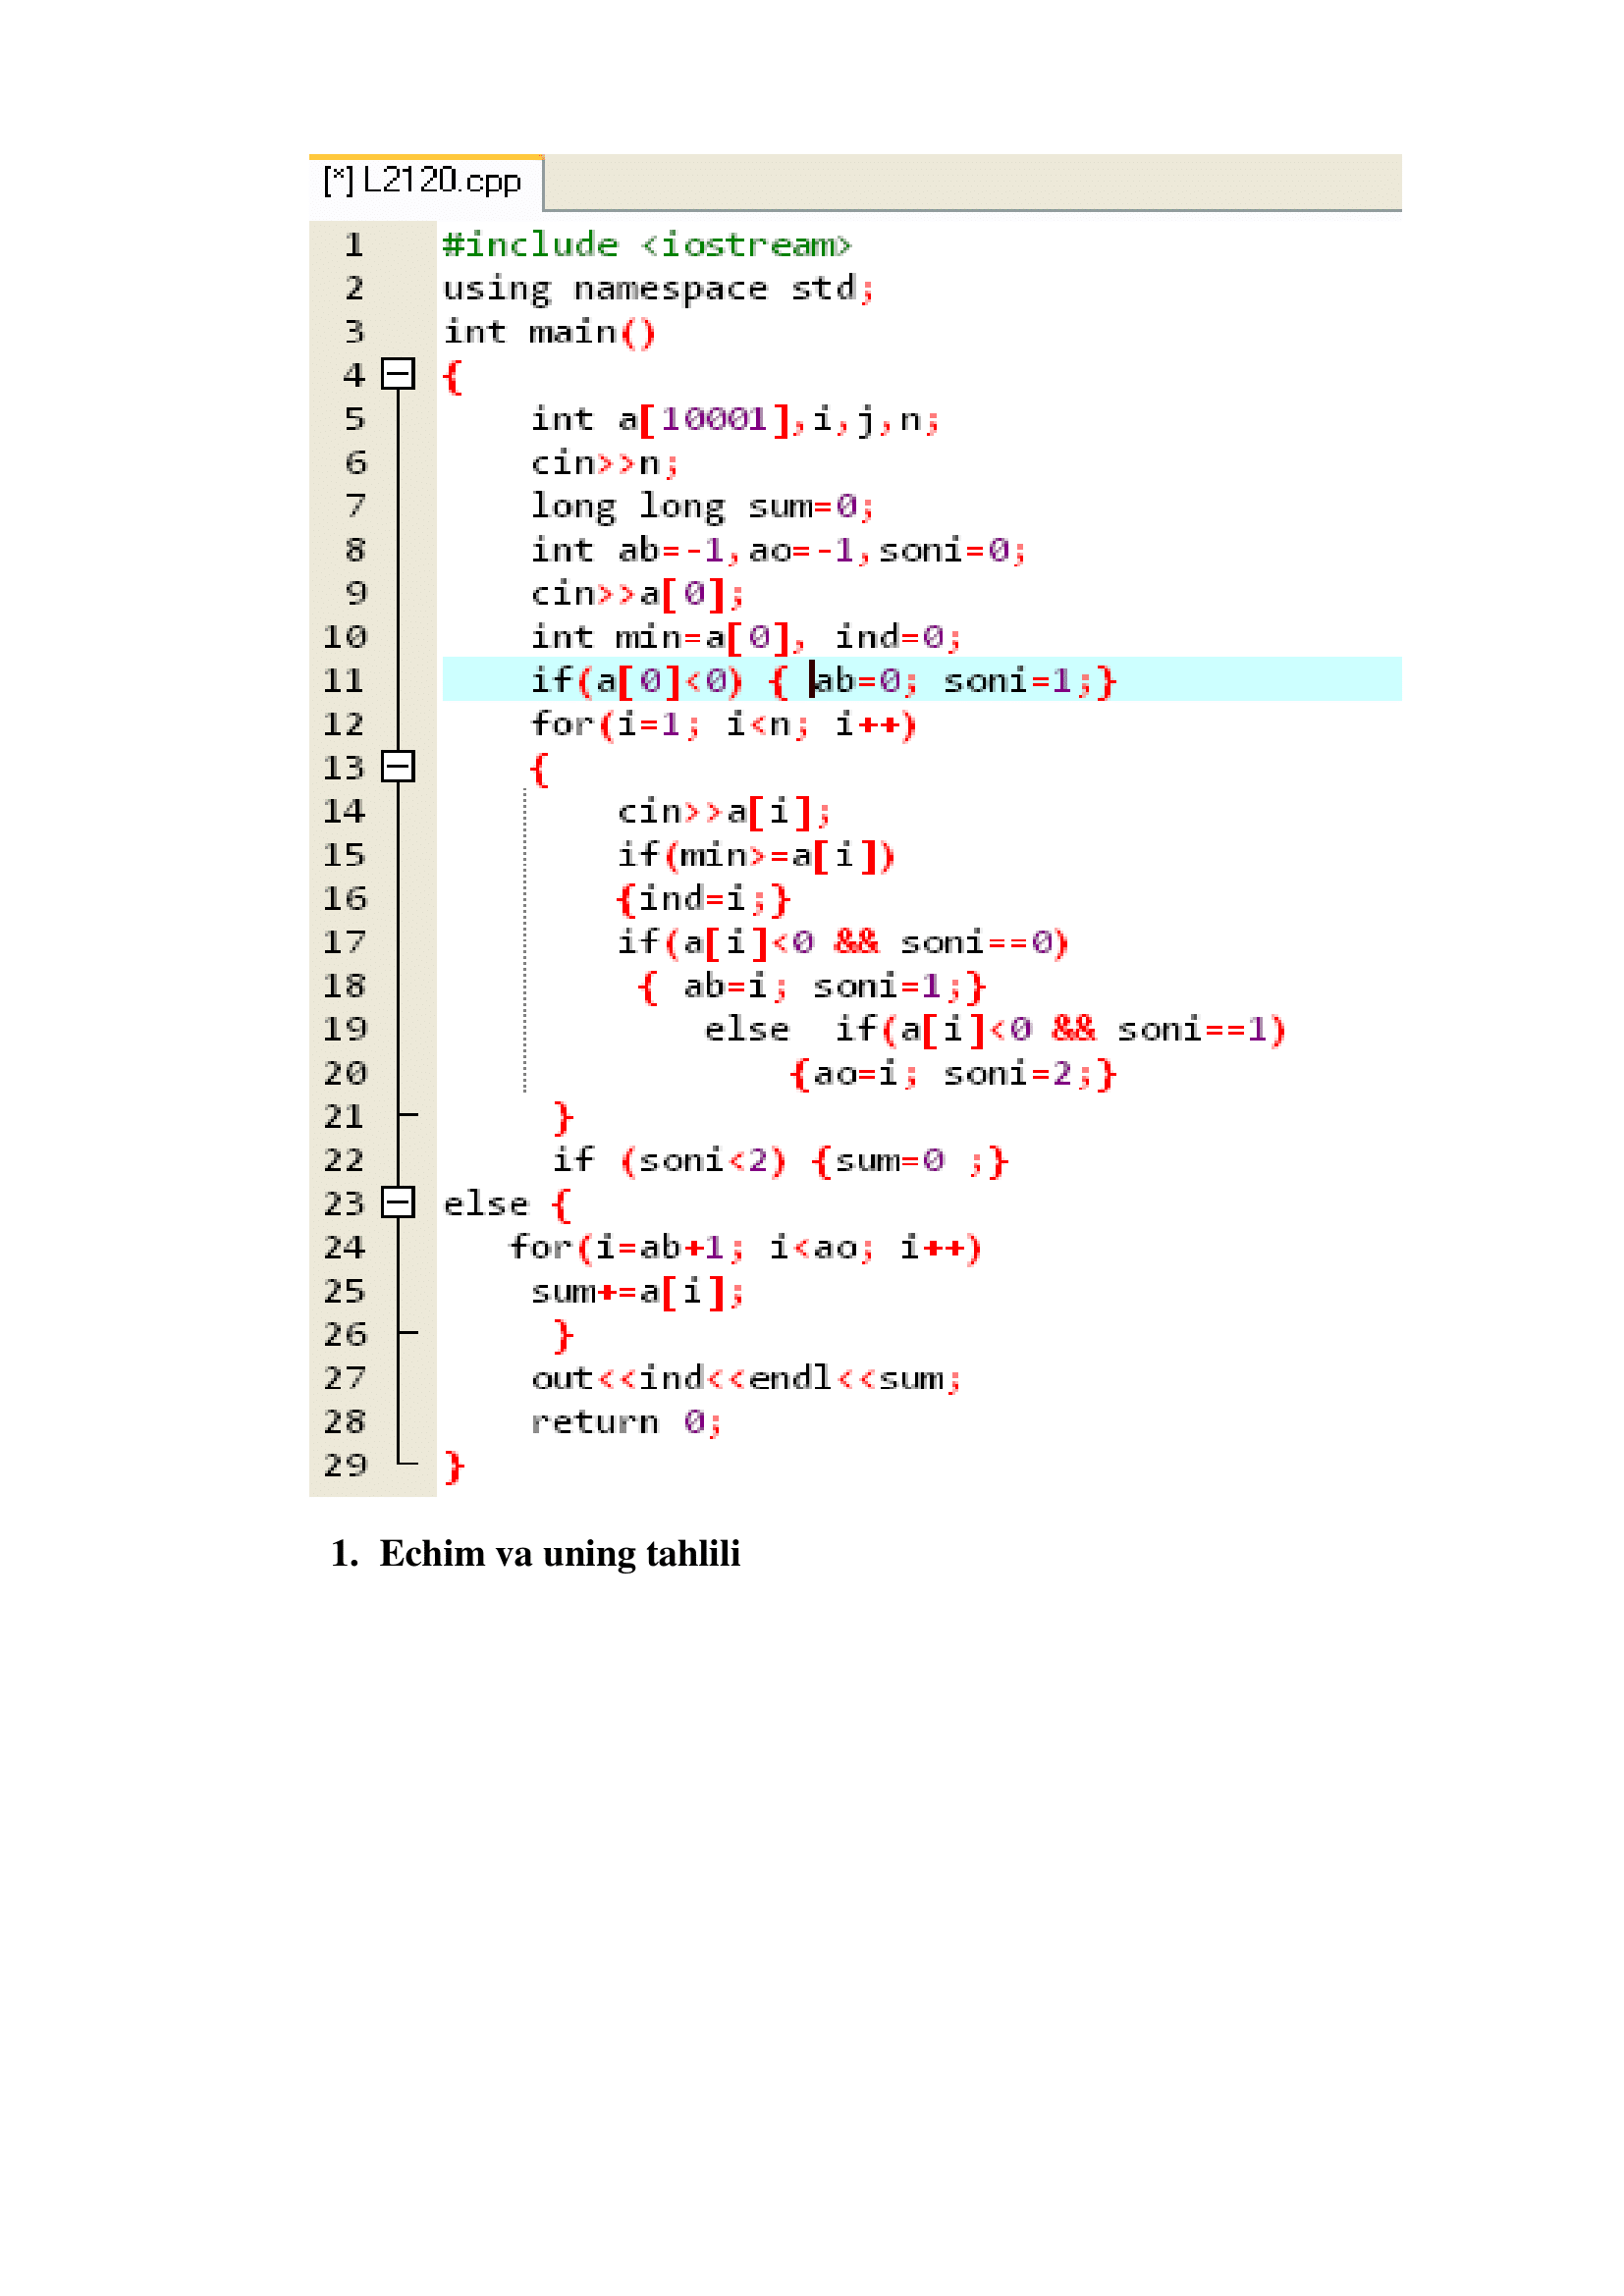 [*] L2120.cpp
1 #include <iostream>
2 using namespace std;
3 int main()
4 {
5 int a[10001],i,j,n;
6 cin>>n;
7 long long sum=0;
8 int ab=-1,ao=-1,soni=0;
9 cin>>a[0];
10 int min=a[0], ind=0;
11 if(a[0]<0) { ab=0; soni=1;}
12 for(i=1; i<n; i++)
13 {
14 cin>>a[i];
15 if(min>=a[i])
16 {ind=i;}
17 if(a[i]<0 && soni==0)
18 { ab=i; soni=1;}
19 else  if(a[i]<0 && soni==1)
20 {ao=i; soni=2;}
21 }
22 if (soni<2) {sum=0 ;}
23 else {
24 for(i=ab+1; i<ao; i++)
25 sum+=a[i];
26 }
27 out<<ind<<endl<<sum;
28 return 0;
29 }
1. Echim va uning tahlili